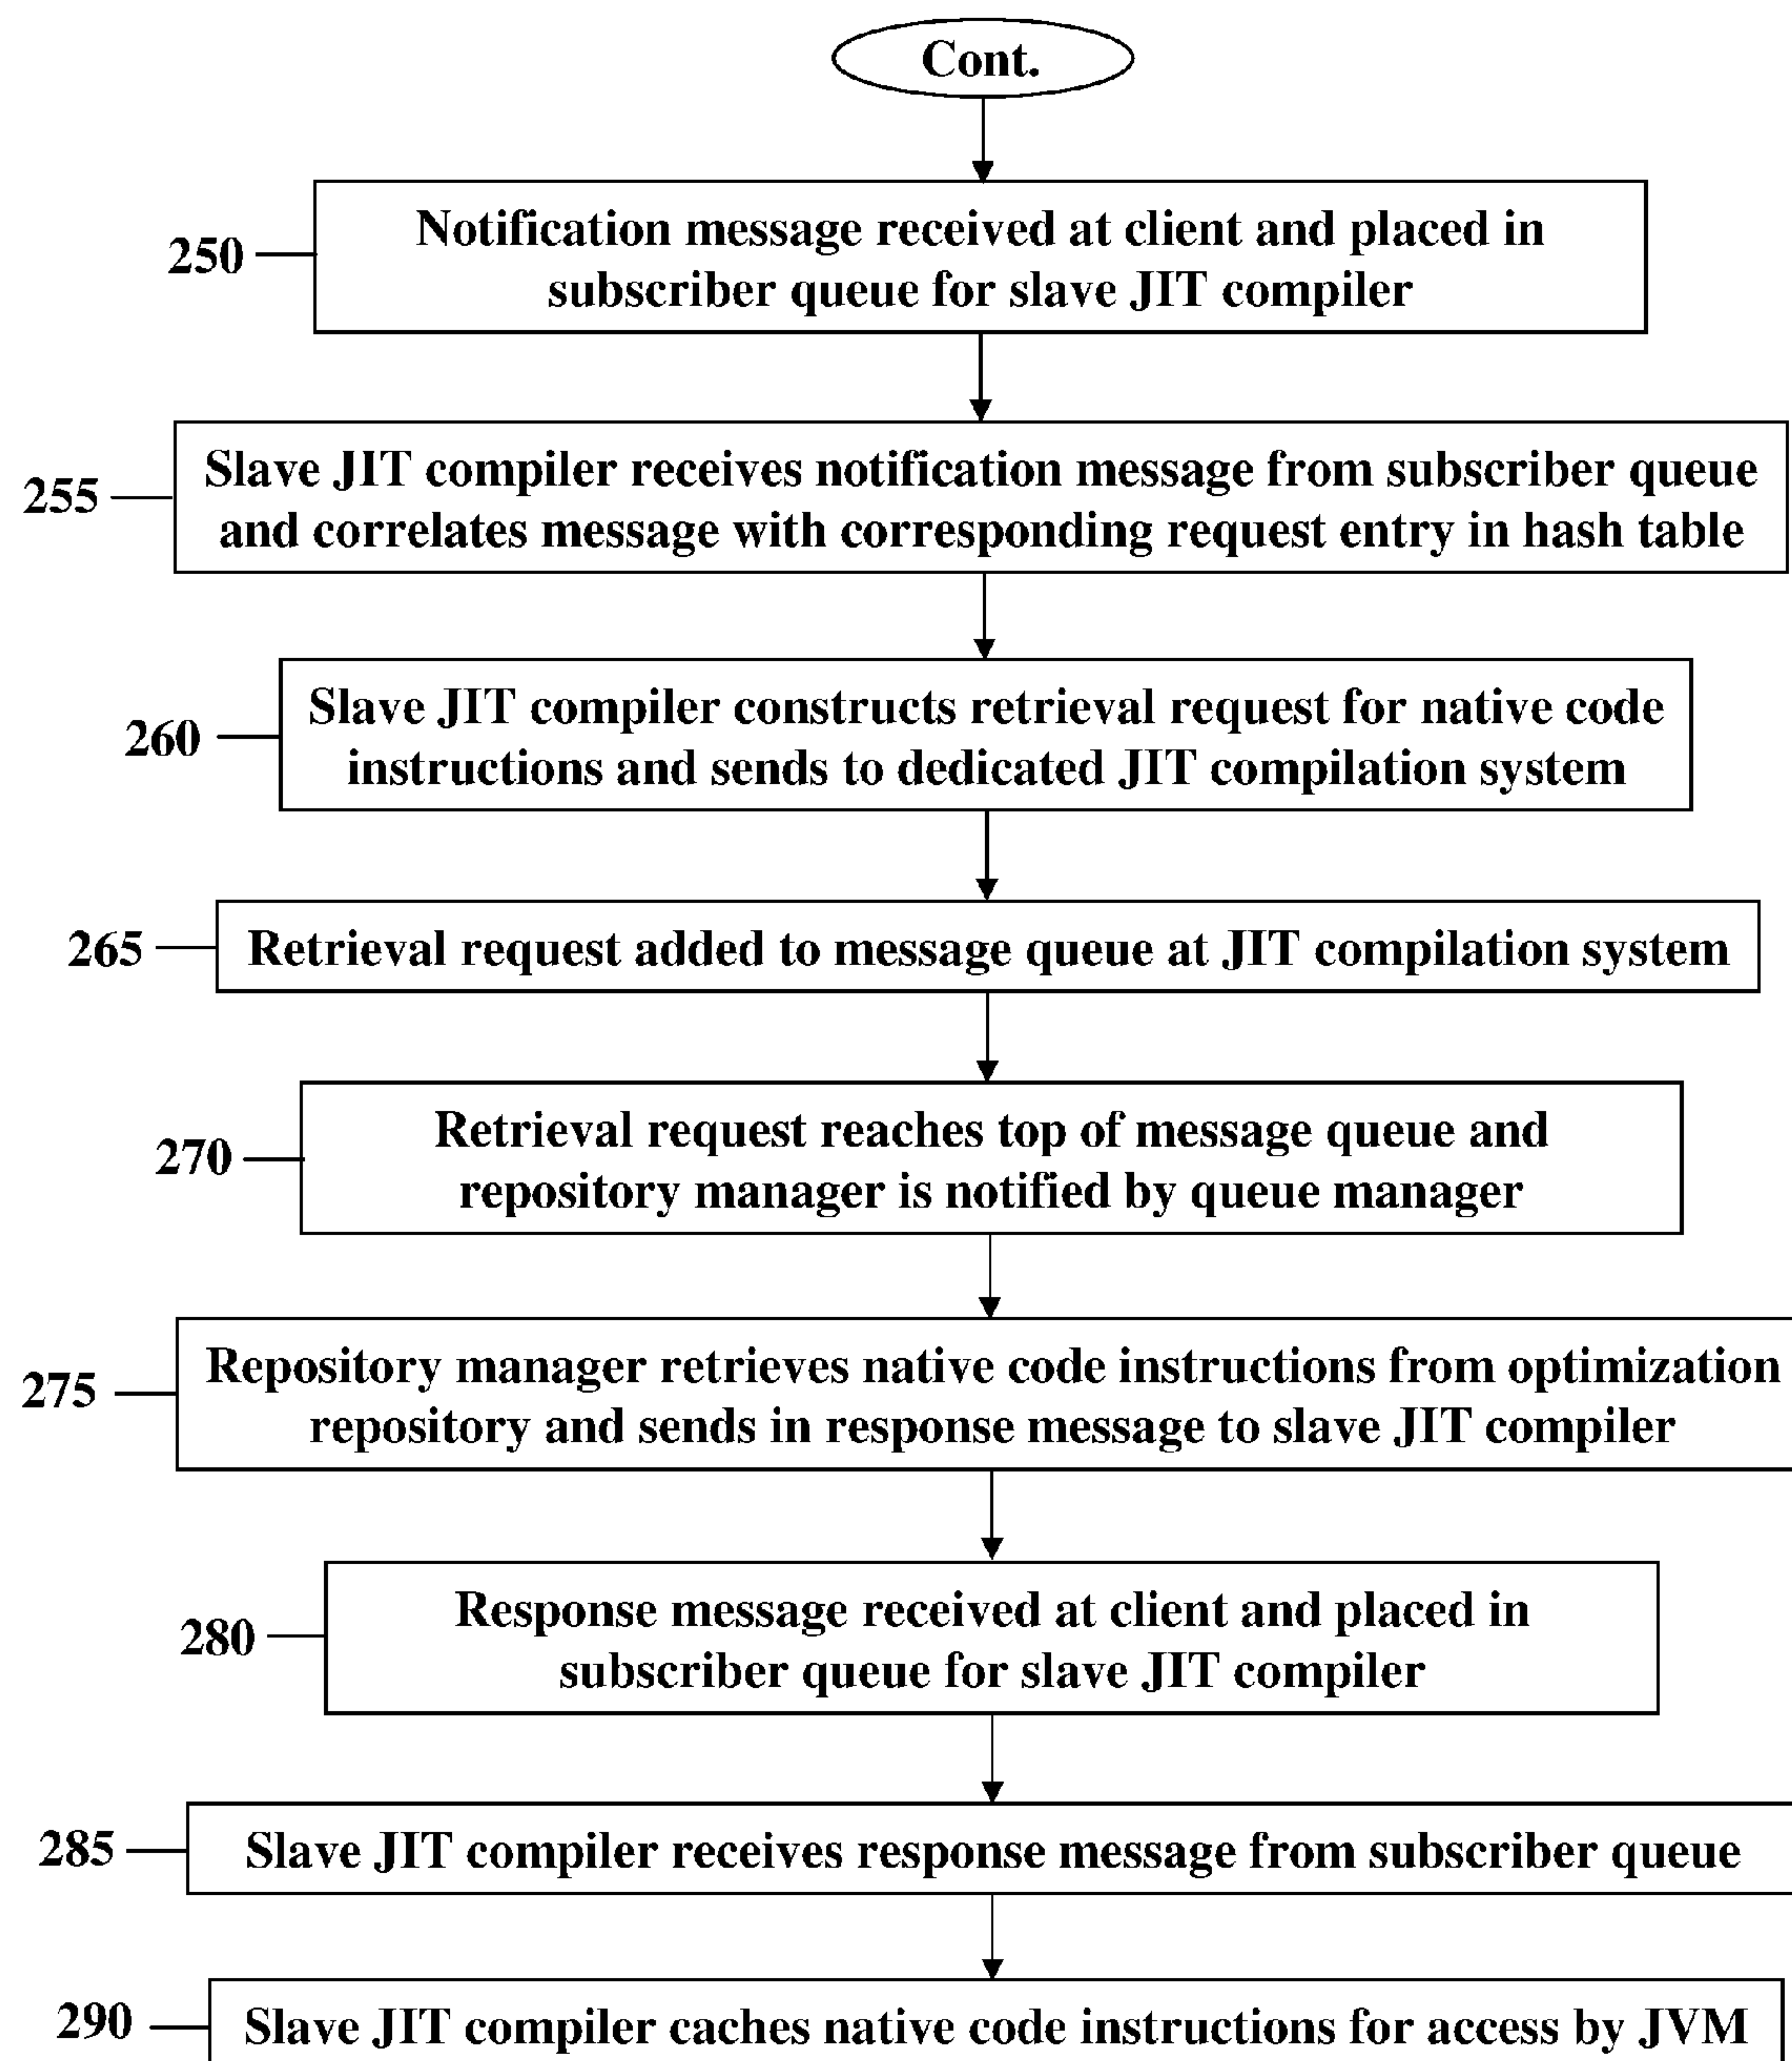 Cont.
250
Notification message received at client and placed in
subscriber queue for slave JIT compiler
255
Slave JIT compiler receives notification message from subscriber queue
and correlates message with corresponding request entry in hash table
260
Slave JIT compiler constructs retrieval request for native code
instructions and sends to dedicated JIT compilation system
265
Retrieval request added to message queue at JIT compilation system
270
Retrieval request reaches top of message queue and
repository manager is notified by queue manager
275
Repository manager retrieves native code instructions from optimization
repository and sends in response message to slave JIT compiler
280
Response message received at client and placed in
subscriber queue for slave JIT compiler
285
Slave JIT compiler receives response message from subscriber queue
290
Slave JIT compiler caches native code instructions for access by JVM